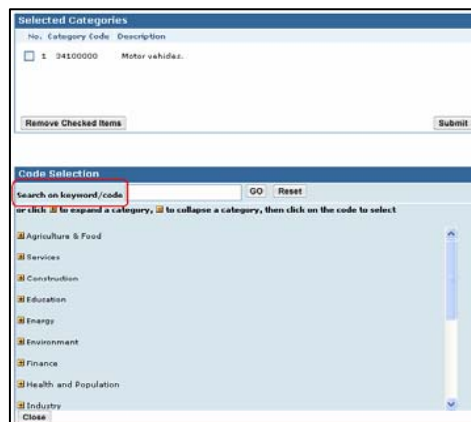 Selected Categories
No. Category Code Description
1 34100000 Motor vehicles.
Remove Checked Items Submit
Code Selection
Search on keyword/code GO Reset
or click to expand a category, to collapse a category, then click on the code to select
Agriculture & Food
Services
Construction
Education
Energy
Environment
Finance
Health and Population
Industry
Close